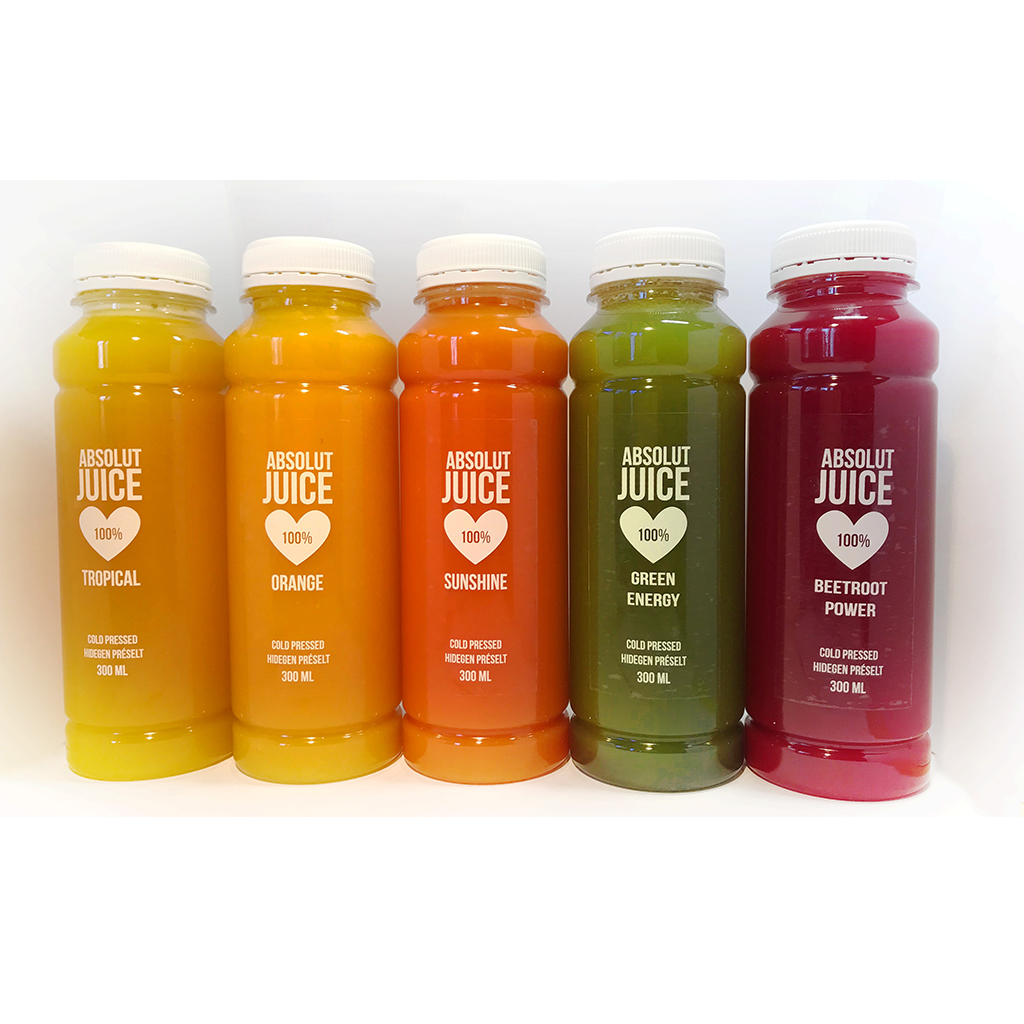 ABSOLUT
JUICE
100%
TROPICAL
COLD PRESSED
HIDEGEN PRÉSELT
300 ML
ABSOLUT
JUICE
100%
ORANGE
COLD PRESSED
HIDEGEN PRÉSELT
300 ML
ABSOLUT
JUICE
100%
SUNSHINE
COLD PRESSED
HIDEGEN PRÉSELT
300 ML
ABSOLUT
JUICE
100%
GREEN
ENERGY
COLD PRESSED
HIDEGEN PRÉSELT
300 ML
ABSOLUT
JUICE
100%
BEETROOT
POWER
COLD PRESSED
HIDEGEN PRÉSELT
300 ML